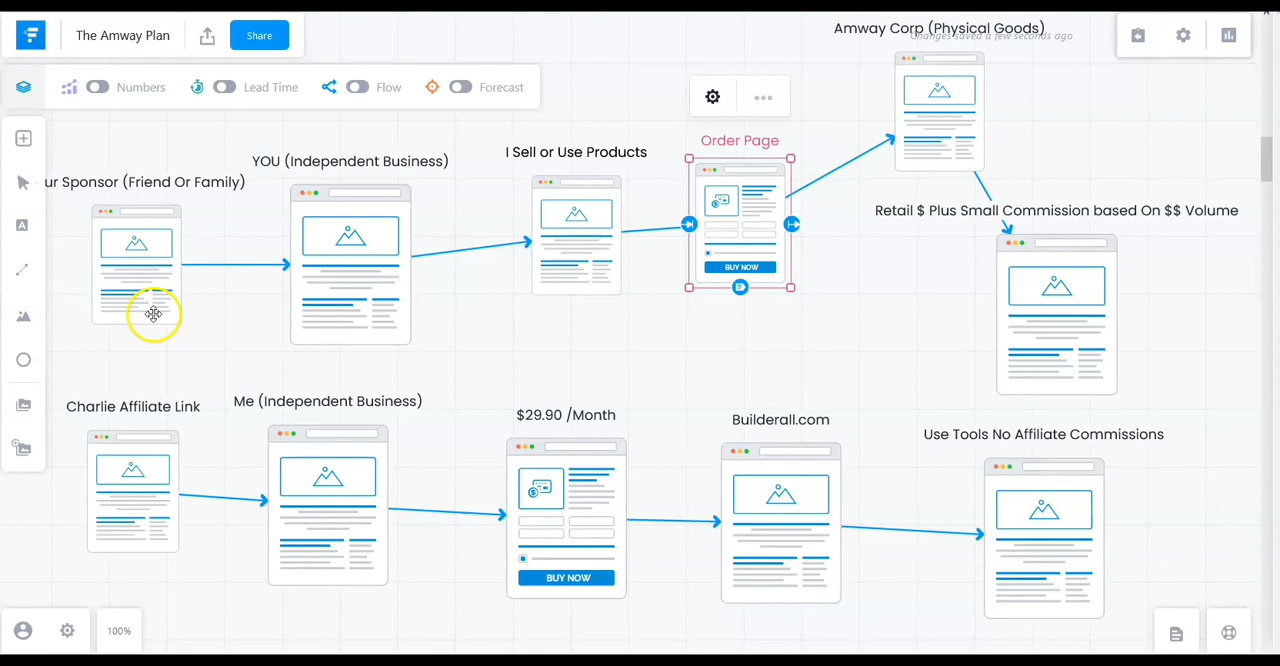 The Amway Plan
Share
Amway Corp (Physical Goods)
Changes saved a few seconds ago
Numbers
Lead Time
Flow
Forecast
Order Page
I Sell or Use Products
YOU (Independent Business)
ur Sponsor (Friend Or Family)
Retail $ Plus Small Commission based On $$ Volume
BUY NOW
Charlie Affiliate Link
Me (Independent Business)
$29.90 /Month
Builderall.com
Use Tools No Affiliate Commissions
BUY NOW
100%